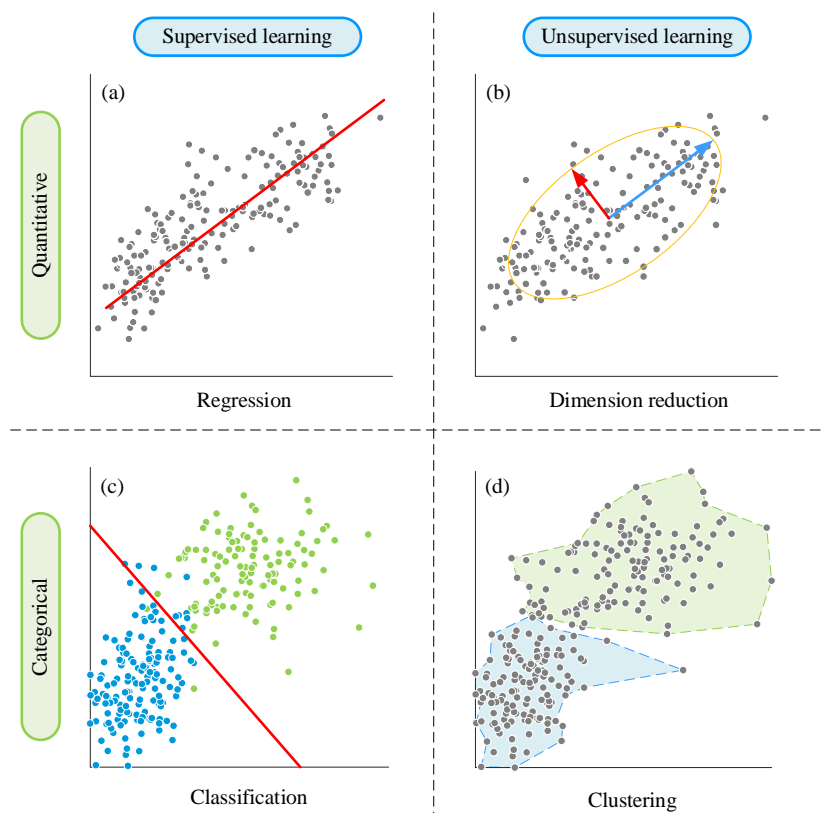 Supervised learning
Unsupervised learning
Quantitative
(a)
(b)
Regression
Dimension reduction
Categorical
(c)
(d)
Classification
Clustering